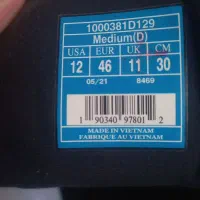 1000381D129
Medium(D)
USA EUR UK CM
12 46 11 30
05/21 8469
1 90340 97801 2
MADE IN VIETNAM
FABRIQUÉ AU VIETNAM